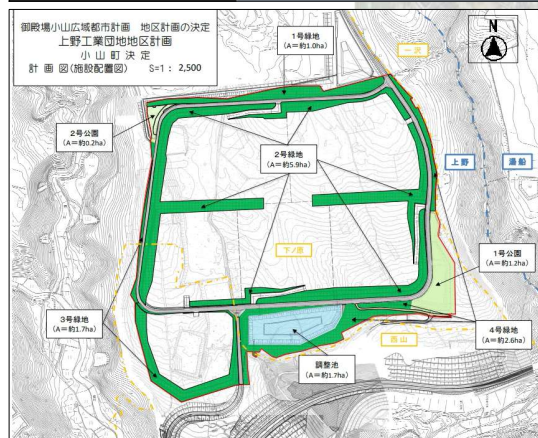 御殿場小山広域都市計画 地区計画の決定
上野工業団地地区計画
小山町決定
計画図(施設配置図) S=1:2,500
N
1号緑地
(A=約1.0ha)
一沢
2号公園
(A=約0.2ha)
2号緑地
(A=約5.9ha)
上野
湯船
下ノ原
1号公園
(A=約1.2ha)
3号緑地
(A=約1.7ha)
西山
4号緑地
(A=約2.6ha)
調整池
(A=約1.7ha)